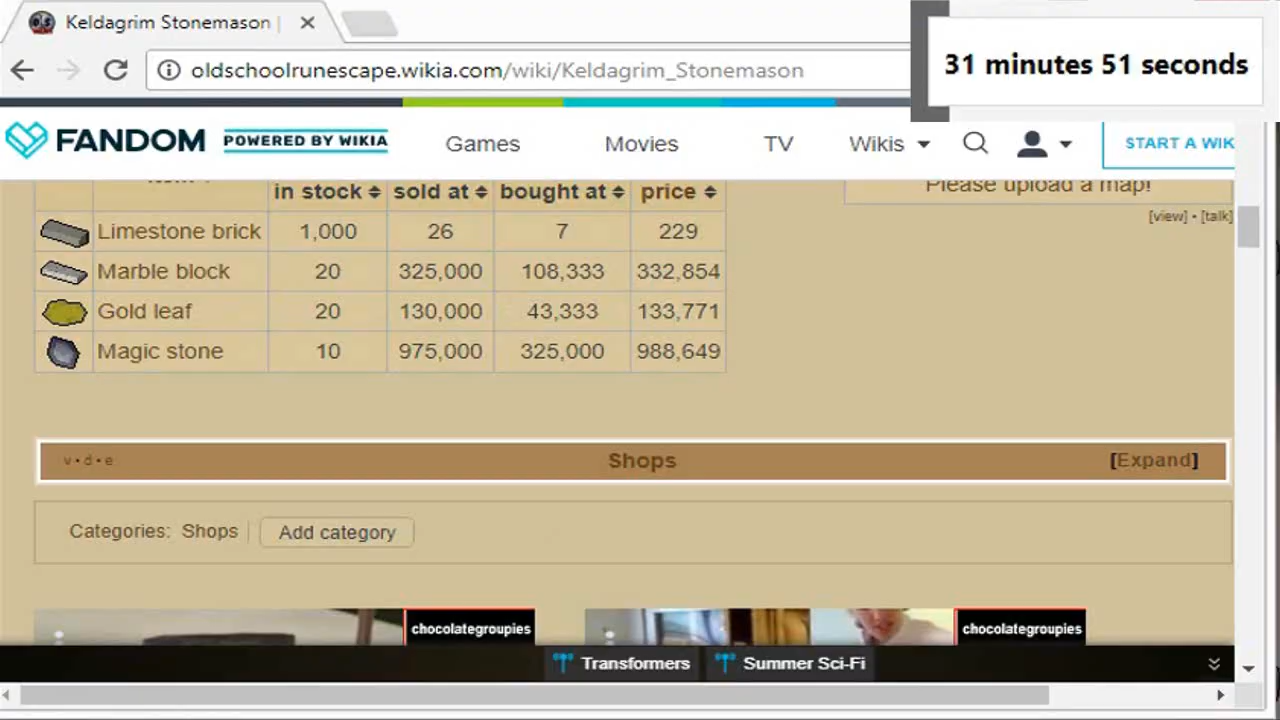 Keldagrim Stonemason |
31 minutes 51 seconds
oldschoolrunescape.wikia.com/wiki/Keldagrim_Stonemason
FANDOM POWERED BY WIKIA Games Movies TV Wikis START A WIK
in stock sold at bought at price
Please upload a map!
[view] • [talk]
Limestone brick 1,000 26 7 229
Marble block 20 325,000 108,333 332,854
Gold leaf 20 130,000 43,333 133,771
Magic stone 10 975,000 325,000 988,649
v • d • e Shops [Expand]
Categories: Shops Add category
chocolategroupies chocolategroupies
Transformers Summer Sci-Fi